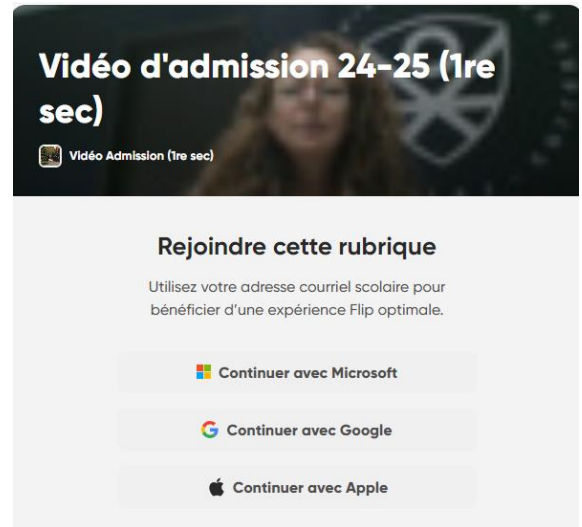 Vidéo d'admission 24-25 (1re
sec)
Vidéo Admission (1re sec)
Rejoindre cette rubrique
Utilisez votre adresse courriel scolaire pour
bénéficier d'une expérience Flip optimale.
Continuer avec Microsoft
Continuer avec Google
Continuer avec Apple